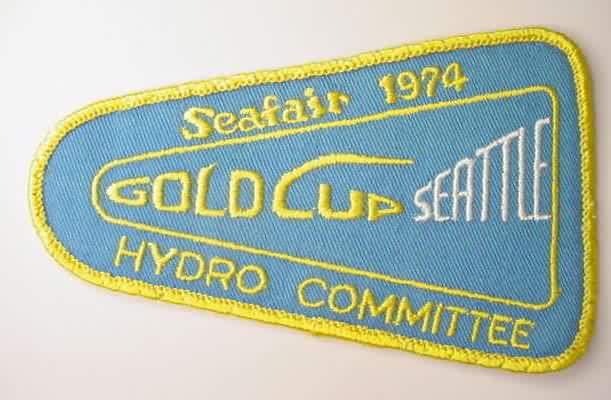 Seafair 1974
GOLD CUP SEATTLE
HYDRO COMMITTEE